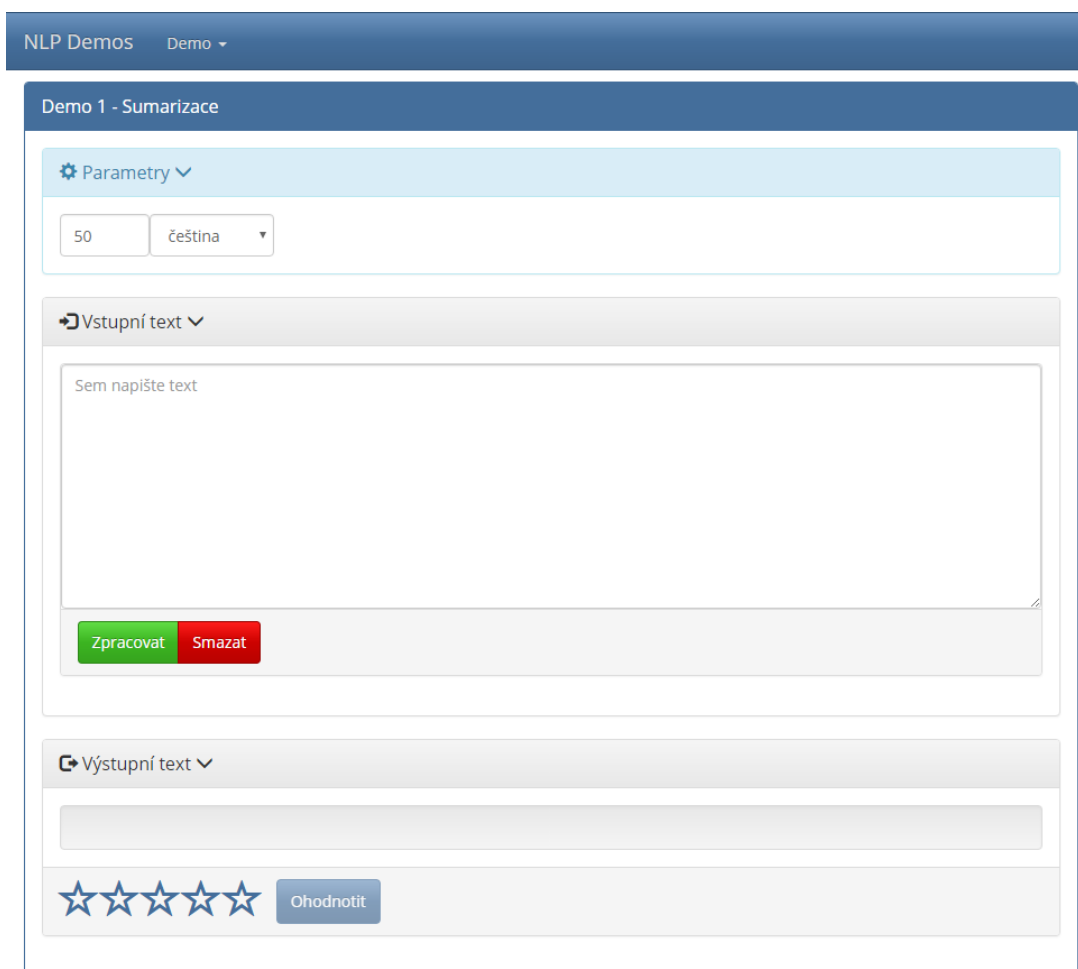 NLP Demos Demo
Demo 1 - Sumarizace
Parametry
50 čeština
Vstupní text
Sem napište text
Zpracovat Smazat
Výstupní text
Ohodnotit